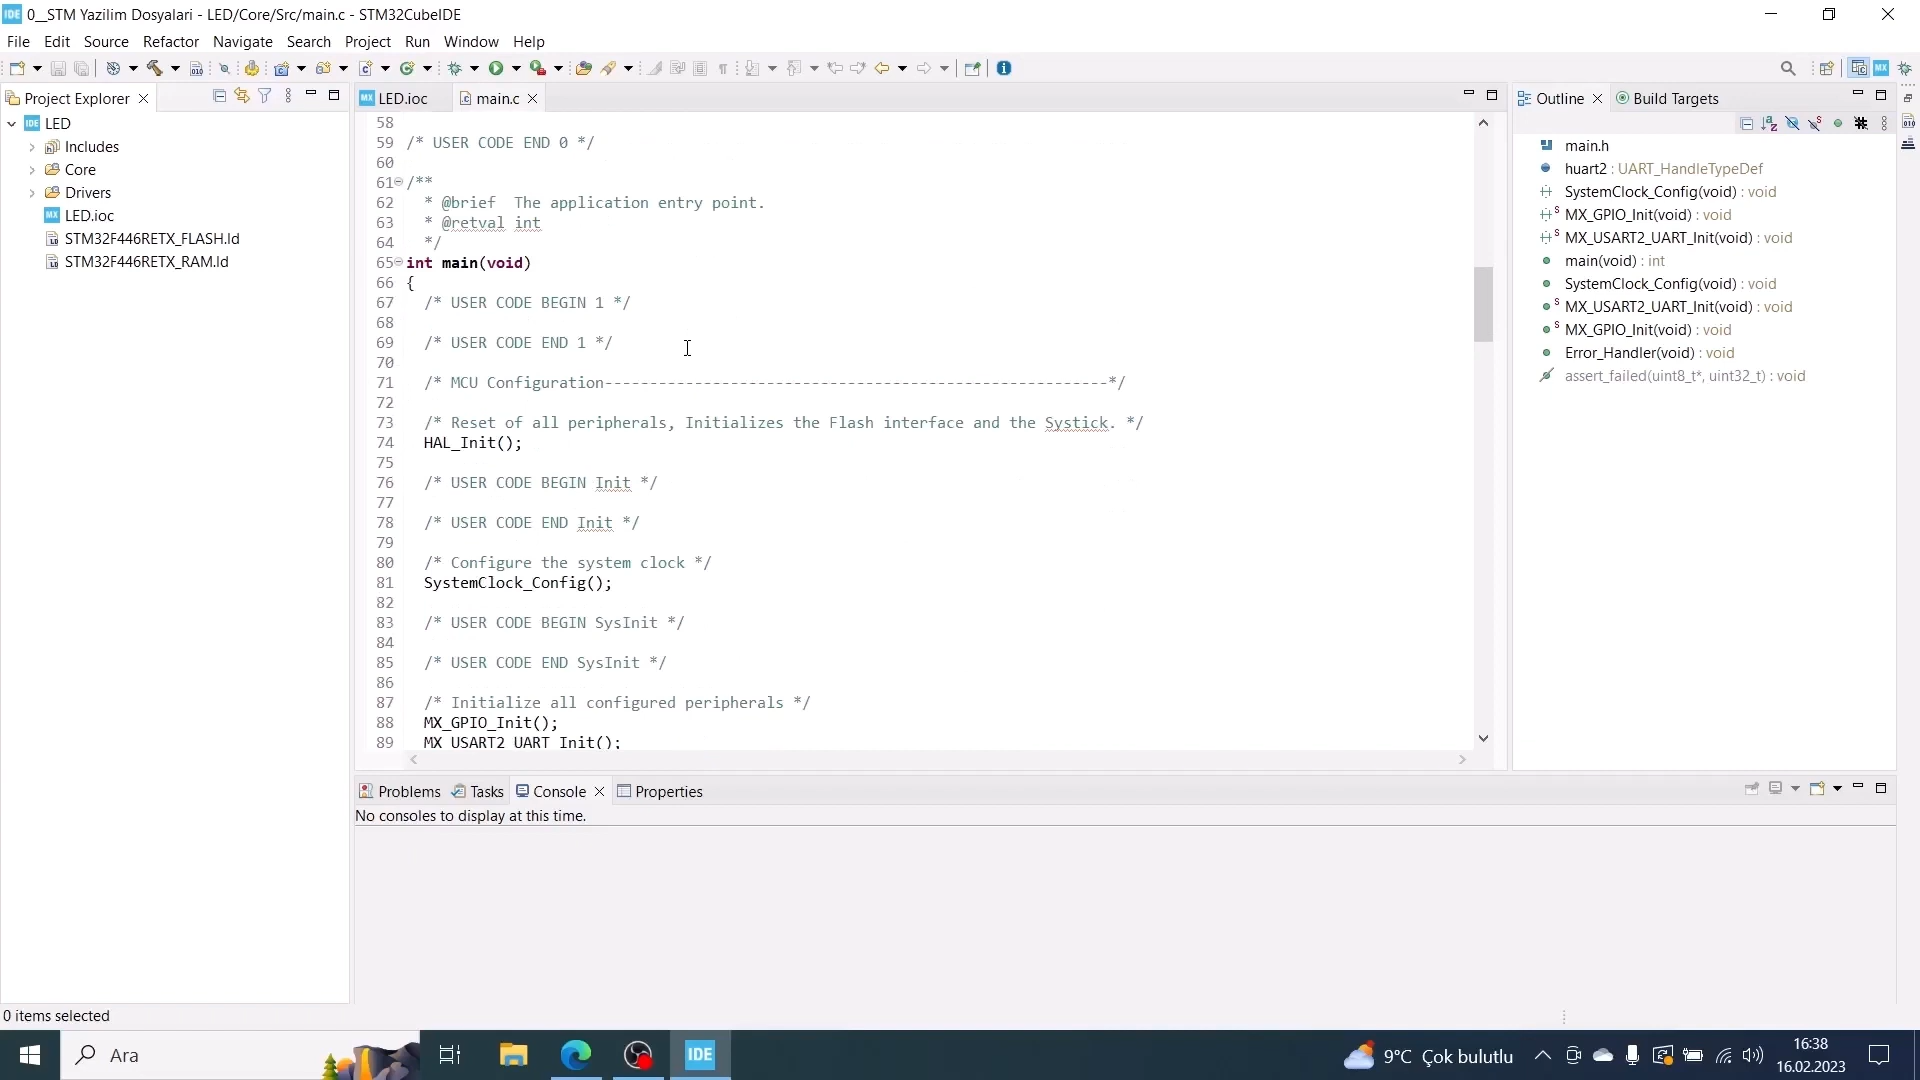 IDE 0__STM Yazilim Dosyalari - LED/Core/Src/main.c - STM32CubeIDE
File Edit Source Refactor Navigate Search Project Run Window Help
Project Explorer
MX LED.ioc
main.c
Outline
Build Targets
IDE LED
Includes
Core
Drivers
MX LED.ioc
STM32F446RETX_FLASH.ld
STM32F446RETX_RAM.ld
58
59 /* USER CODE END 0 */
60
61 /**
62 * @brief The application entry point.
63 * @retval int
64 */
65 int main(void)
66 {
67 /* USER CODE BEGIN 1 */
68
69 /* USER CODE END 1 */
70
71 /* MCU Configuration--------------------------------------------------------*/
72
73 /* Reset of all peripherals, Initializes the Flash interface and the Systick. */
74 HAL_Init();
75
76 /* USER CODE BEGIN Init */
77
78 /* USER CODE END Init */
79
80 /* Configure the system clock */
81 SystemClock_Config();
82
83 /* USER CODE BEGIN SysInit */
84
85 /* USER CODE END SysInit */
86
87 /* Initialize all configured peripherals */
88 MX_GPIO_Init();
89 MX_USART2_UART_Init();
main.h
huart2 : UART_HandleTypeDef
SystemClock_Config(void) : void
MX_GPIO_Init(void) : void
MX_USART2_UART_Init(void) : void
main(void) : int
SystemClock_Config(void) : void
MX_USART2_UART_Init(void) : void
MX_GPIO_Init(void) : void
Error_Handler(void) : void
assert_failed(uint8_t*, uint32_t) : void
Problems Tasks Console Properties
No consoles to display at this time.
0 items selected
Ara
IDE
9°C Çok bulutlu
16:38
16.02.2023